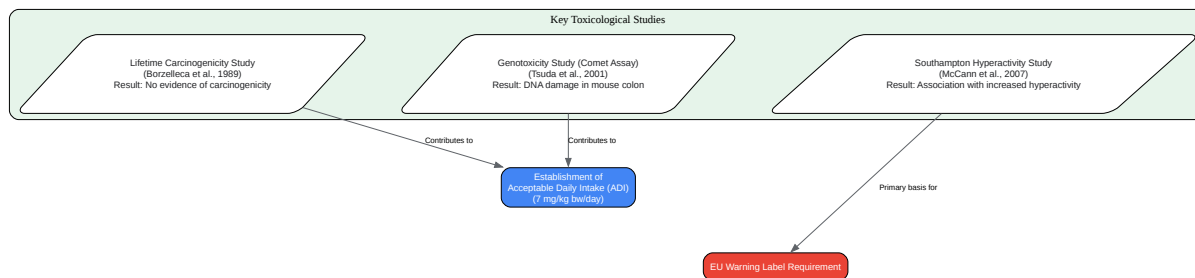 Key Toxicological Studies
Lifetime Carcinogenicity Study
(Borzelleca et al., 1989)
Result: No evidence of carcinogenicity
Genotoxicity Study (Comet Assay)
(Tsuda et al., 2001)
Result: DNA damage in mouse colon
Southampton Hyperactivity Study
(McCann et al., 2007)
Result: Association with increased hyperactivity
Contributes to
Contributes to
Establishment of
Acceptable Daily Intake (ADI)
(7 mg/kg bw/day)
Primary basis for
EU Warning Label Requirement